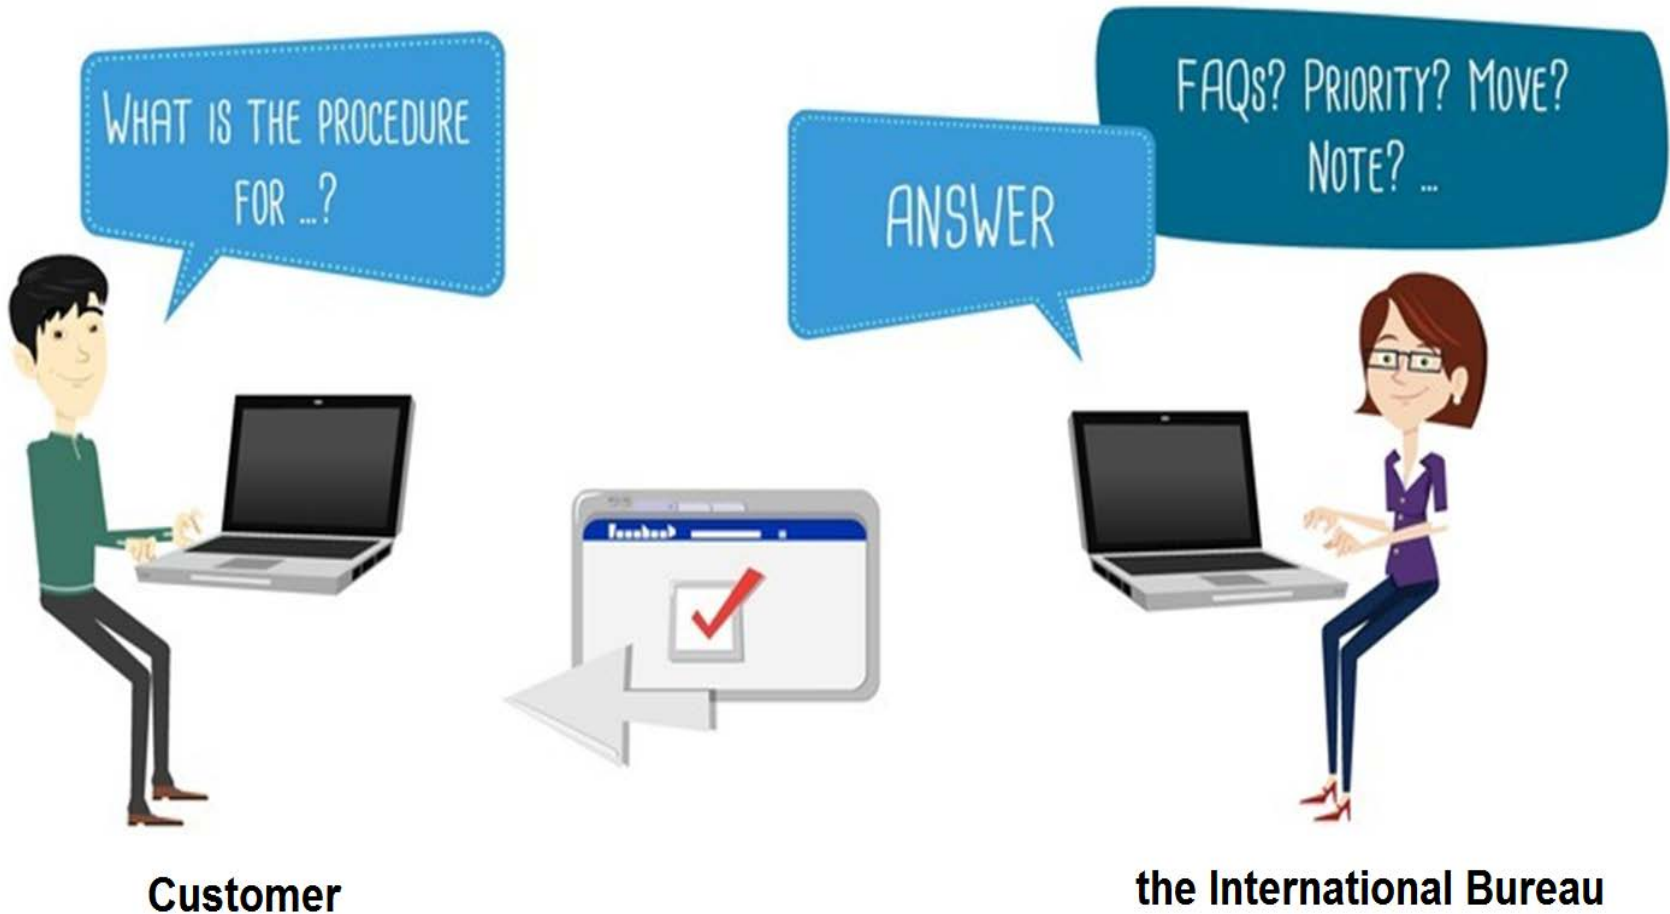 WHAT IS THE PROCEDURE
FOR ...?
ANSWER
FAQs? PRIORITY? MOVE?
NOTE? ...
Customer
the International Bureau